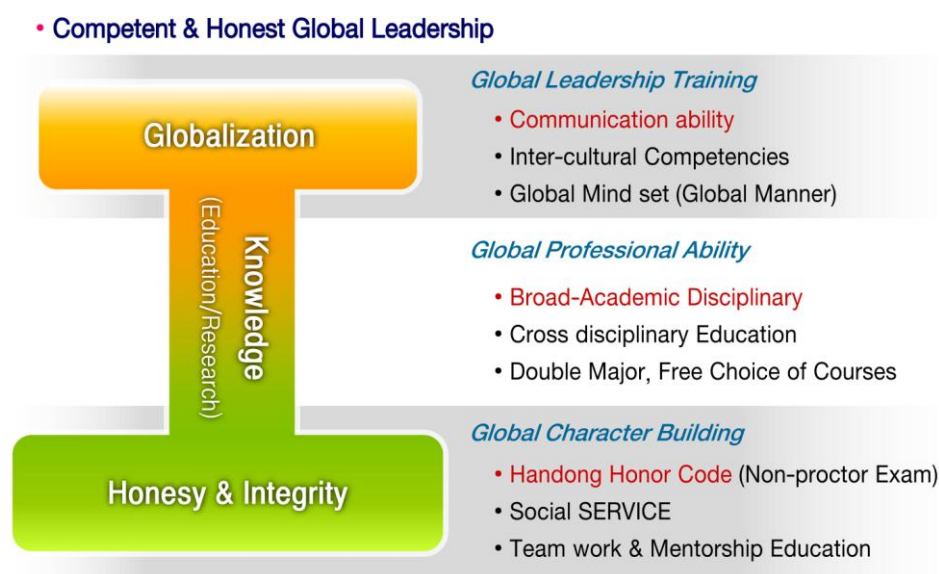 • Competent & Honest Global Leadership
Globalization
Knowledge
(Education/Research)
Honesy & Integrity
Global Leadership Training
• Communication ability
• Inter-cultural Competencies
• Global Mind set (Global Manner)
Global Professional Ability
• Broad-Academic Disciplinary
• Cross disciplinary Education
• Double Major, Free Choice of Courses
Global Character Building
• Handong Honor Code (Non-proctor Exam)
• Social SERVICE
• Team work & Mentorship Education